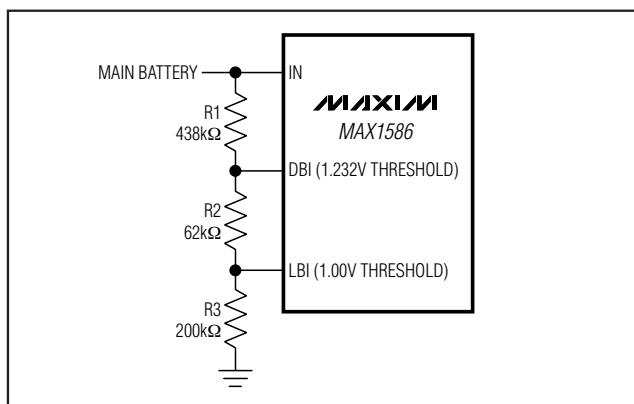 MAIN BATTERY
IN
MAXIM
MAX1586
R1
438kΩ
DBI (1.232V THRESHOLD)
R2
62kΩ
LBI (1.00V THRESHOLD)
R3
200kΩ